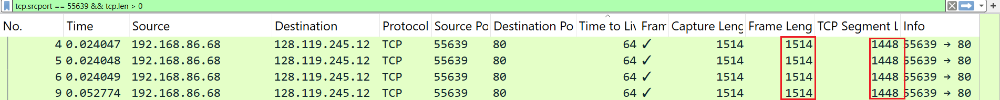 tcp.srcport == 55639 && tcp.len > 0
No. Time Source Destination Protocol Source Po Destination Po Time to Liv Fram Capture Leng Frame Leng TCP Segment L Info
4 0.024047 192.168.86.68 128.119.245.12 TCP 55639 80 64 ✓ 1514 1514 1448 55639 → 80
5 0.024048 192.168.86.68 128.119.245.12 TCP 55639 80 64 ✓ 1514 1514 1448 55639 → 80
6 0.024049 192.168.86.68 128.119.245.12 TCP 55639 80 64 ✓ 1514 1514 1448 55639 → 80
9 0.052774 192.168.86.68 128.119.245.12 TCP 55639 80 64 ✓ 1514 1514 1448 55639 → 80